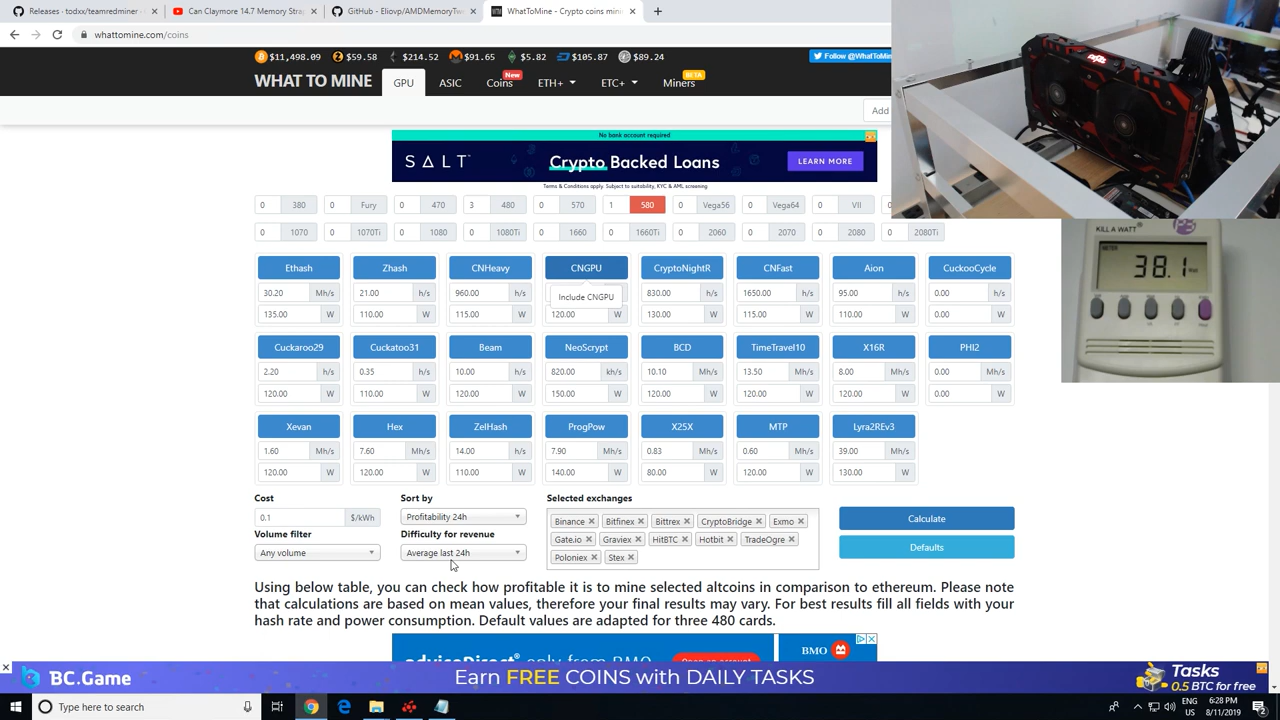 Releases · todxx/teamredminer
Can Claymore 14.7 Memory Strap
GitHub - Eliovp/AMDMemoryTwe
WhatToMine - Crypto coins mini
whattomine.com/coins
$11,498.09 $59.58 $214.52 $91.65 $5.82 $105.87 $89.24 Follow @WhatToMine
WHAT TO MINE GPU ASIC Coins New ETH+ ETC+ Miners BETA
Add
No bank account required
SALT Crypto Backed Loans LEARN MORE
Terms & Conditions apply. Subject to suitability, KYC & AML screening
0 380 0 Fury 0 470 3 480 0 570 1 580 0 Vega56 0 Vega64 0 VII 0
0 1070 0 1070Ti 0 1080 0 1080Ti 0 1660 0 1660Ti 0 2060 0 2070 0 2080 0 2080Ti
Ethash Zhash CNHeavy CNGPU CryptoNightR CNFast Aion CuckooCycle
30.20 Mh/s 21.00 h/s 960.00 h/s Include CNGPU 830.00 h/s 1650.00 h/s 95.00 h/s 0.00 h/s
135.00 W 110.00 W 115.00 W 120.00 W 130.00 W 115.00 W 110.00 W 0.00 W
Cuckaroo29 Cuckatoo31 Beam NeoScrypt BCD TimeTravel10 X16R PHI2
2.20 h/s 0.35 h/s 10.00 h/s 820.00 kh/s 10.10 Mh/s 13.50 Mh/s 8.00 Mh/s 0.00 Mh/s
120.00 W 110.00 W 120.00 W 150.00 W 120.00 W 120.00 W 120.00 W 0.00 W
Xevan Hex ZelHash ProgPow X25X MTP Lyra2REv3
1.60 Mh/s 7.60 Mh/s 14.00 h/s 7.90 Mh/s 0.83 Mh/s 0.60 Mh/s 39.00 Mh/s
120.00 W 120.00 W 110.00 W 140.00 W 80.00 W 120.00 W 130.00 W
Cost Sort by Selected exchanges
0.1 $/kWh Profitability 24h
Binance Bitfinex Bittrex CryptoBridge Exmo Calculate
Volume filter Difficulty for revenue
Gate.io Graviex HitBTC Hotbit TradeOgre Defaults
Any volume Average last 24h
Poloniex Stex
Using below table, you can check how profitable it is to mine selected altcoins in comparison to ethereum. Please note
that calculations are based on mean values, therefore your final results may vary. For best results fill all fields with your
hash rate and power consumption. Default values are adapted for three 480 cards.
BMO
BC.Game Earn FREE COINS with DAILY TASKS Tasks
0.5 BTC for free
Type here to search
ENG
US
6:28 PM
8/11/2019
2
KILL A WATT
38.1